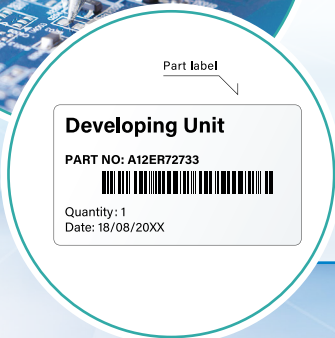 Part label
Developing Unit
PART NO: A12ER72733
Quantity: 1
Date: 18/08/20XX